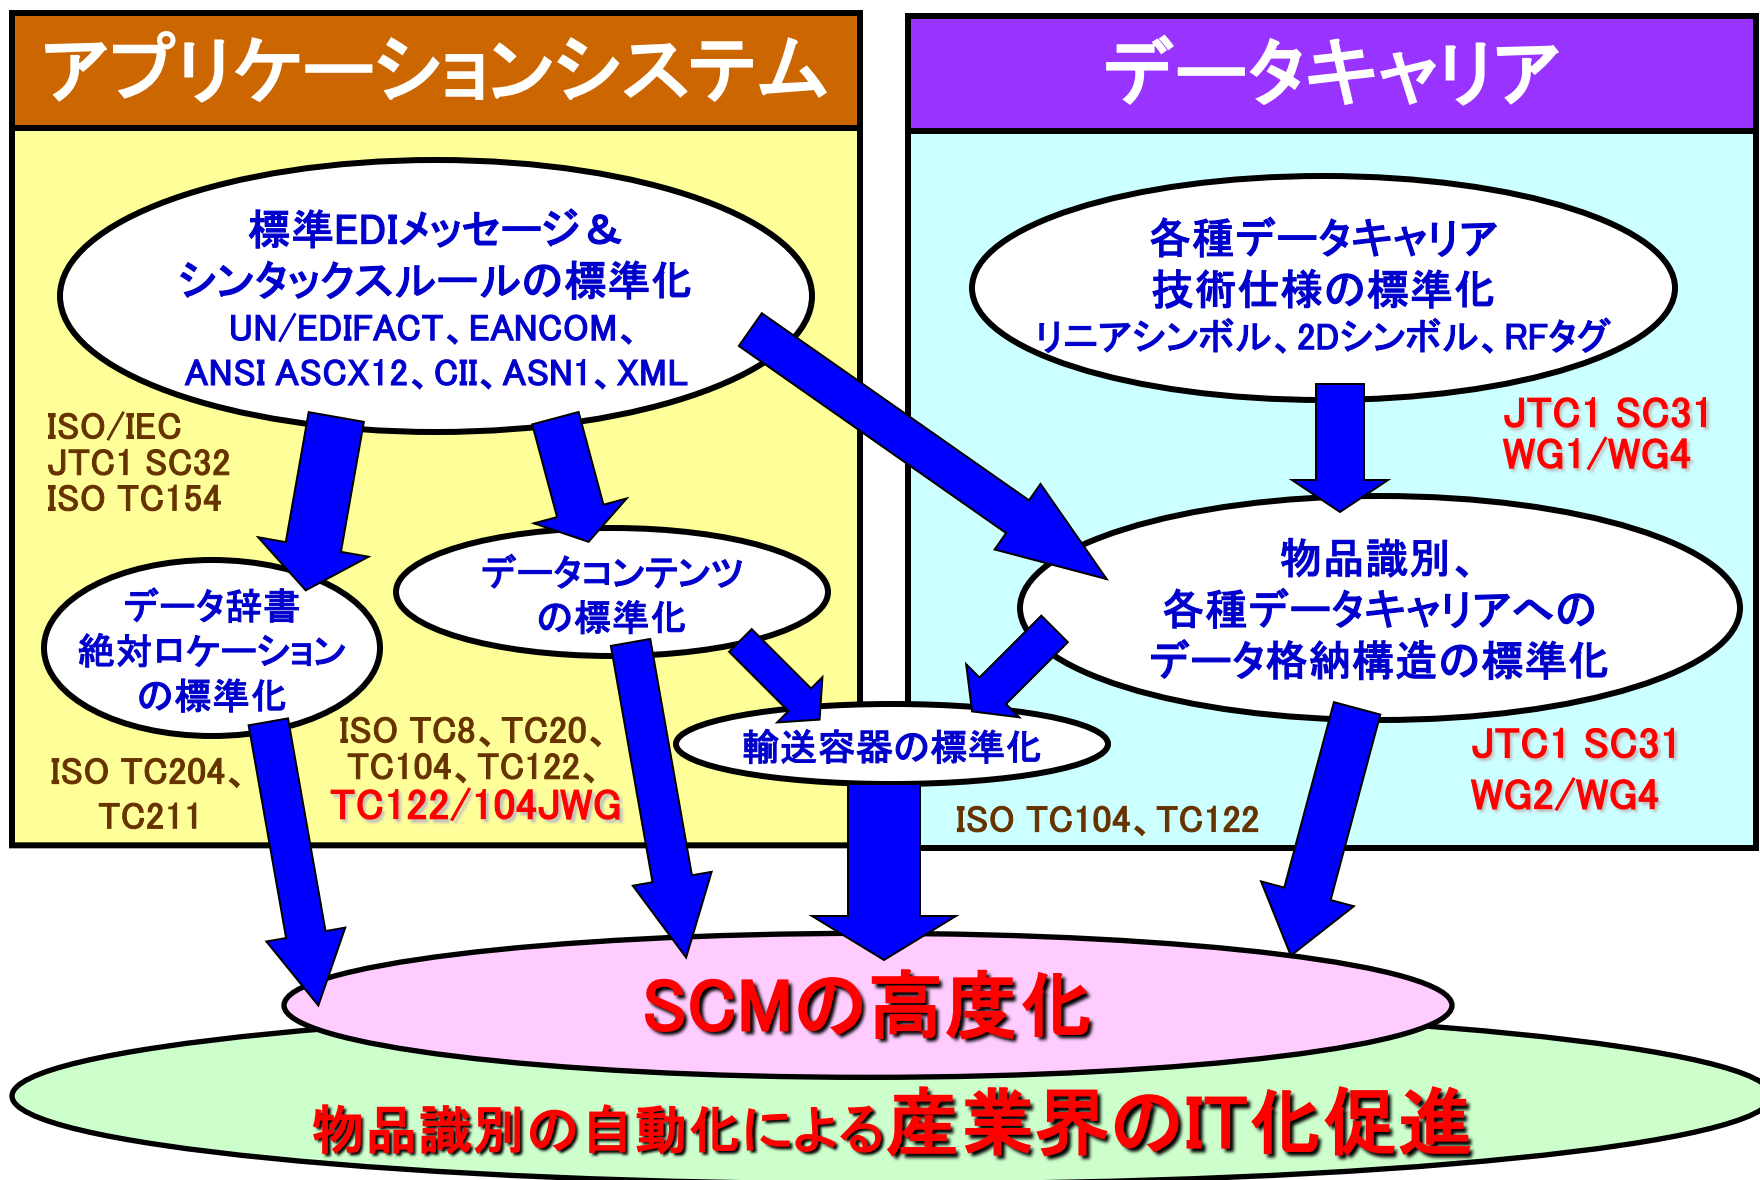 アプリケーションシステム
標準EDIメッセージ＆
シンタックスルールの標準化
UN/EDIFACT、EANCOM、
ANSI ASCX12、CII、ASN1、XML
ISO/IEC
JTC1 SC32
ISO TC154
データ辞書
絶対ロケーション
の標準化
データコンテンツ
の標準化
ISO TC204、
TC211
ISO TC8、TC20、
TC104、TC122、
TC122/104JWG
データキャリア
各種データキャリア
技術仕様の標準化
リニアシンボル、2Dシンボル、RFタグ
JTC1 SC31
WG1/WG4
物品識別、
各種データキャリアへの
データ格納構造の標準化
輸送容器の標準化
JTC1 SC31
WG2/WG4
ISO TC104、TC122
SCMの高度化
物品識別の自動化による産業界のIT化促進